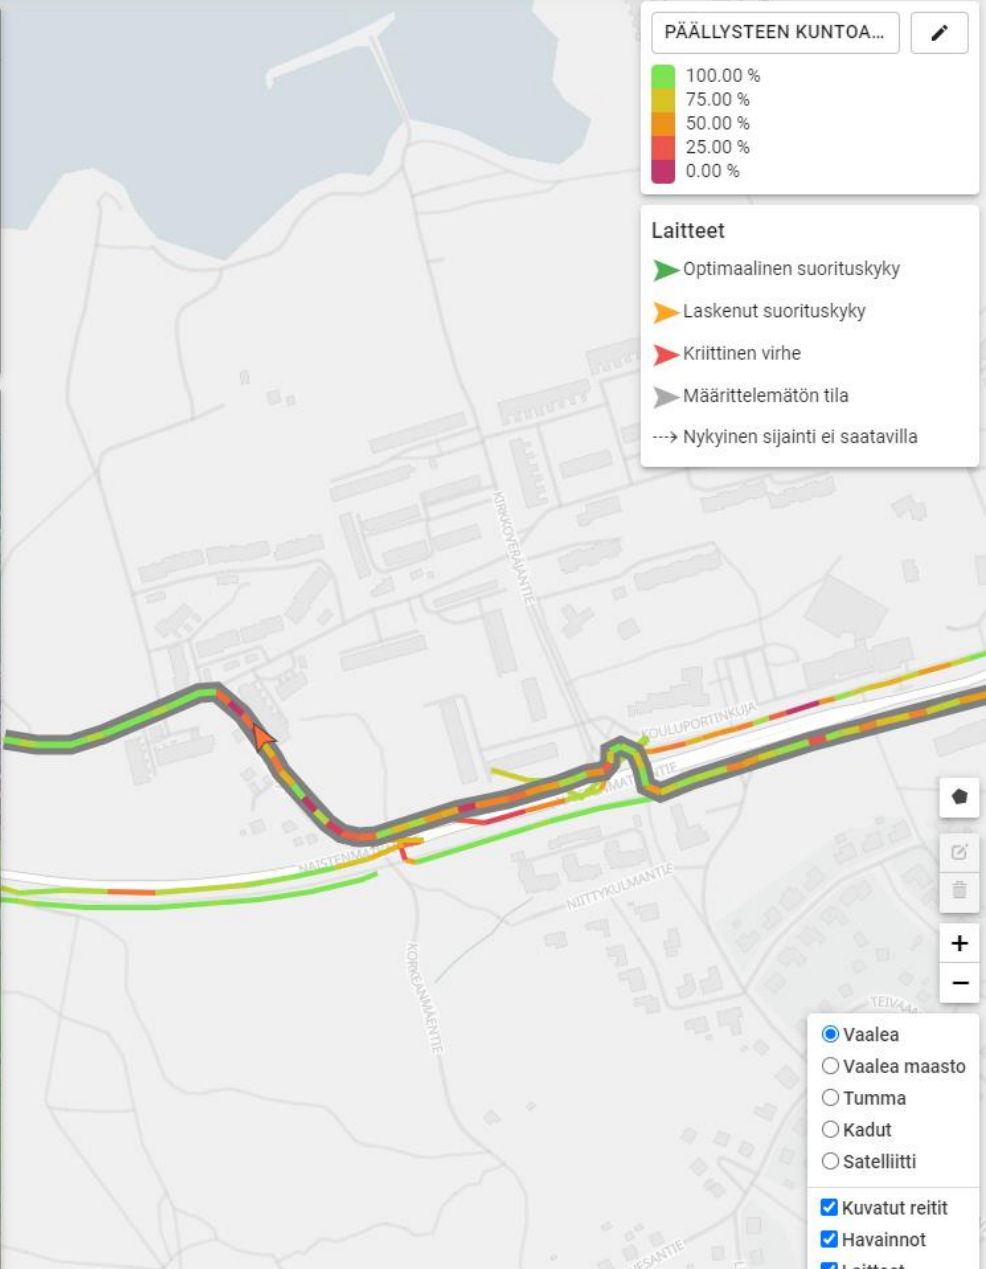 PÄÄLLYSTEEN KUNTOA...
100.00 %
75.00 %
50.00 %
25.00 %
0.00 %
Laitteet
Optimaalinen suorituskyky
Laskenut suorituskyky
Kriittinen virhe
Määrittelemätön tila
Nykyinen sijainti ei saatavilla
KIRKKOVERÄJÄNTIE
KOULUPORTINKUJA
NIITTYKULMANTIE
KORKEANMÄENTIE
+
−
Vaalea
Vaalea maasto
Tumma
Kadut
Satelliitti
Kuvatut reitit
Havainnot